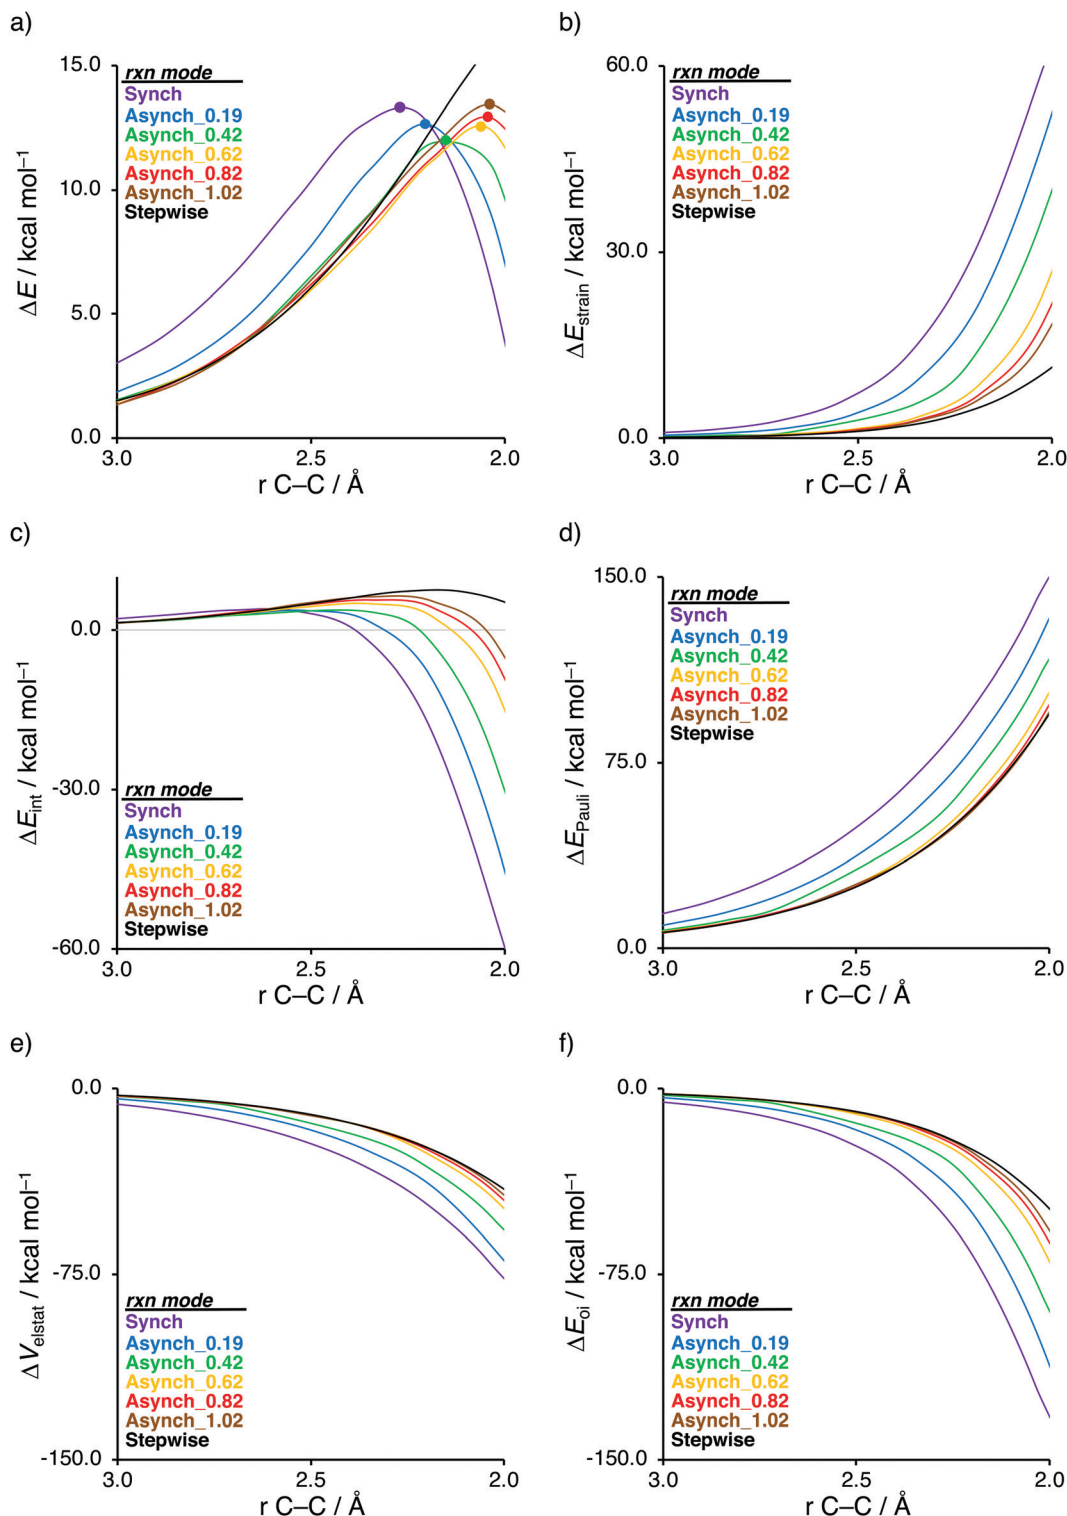 a)
ΔE / kcal mol⁻¹
15.0
10.0
5.0
0.0
rxn mode
Synch
Asynch_0.19
Asynch_0.42
Asynch_0.62
Asynch_0.82
Asynch_1.02
Stepwise
3.0 2.5 2.0
r C–C / Å
b)
ΔEstrain / kcal mol⁻¹
60.0
30.0
0.0
rxn mode
Synch
Asynch_0.19
Asynch_0.42
Asynch_0.62
Asynch_0.82
Asynch_1.02
Stepwise
3.0 2.5 2.0
r C–C / Å
c)
ΔEint / kcal mol⁻¹
0.0
-30.0
-60.0
rxn mode
Synch
Asynch_0.19
Asynch_0.42
Asynch_0.62
Asynch_0.82
Asynch_1.02
Stepwise
3.0 2.5 2.0
r C–C / Å
d)
ΔEPauli / kcal mol⁻¹
150.0
75.0
0.0
rxn mode
Synch
Asynch_0.19
Asynch_0.42
Asynch_0.62
Asynch_0.82
Asynch_1.02
Stepwise
3.0 2.5 2.0
r C–C / Å
e)
ΔVelstat / kcal mol⁻¹
0.0
-75.0
-150.0
rxn mode
Synch
Asynch_0.19
Asynch_0.42
Asynch_0.62
Asynch_0.82
Asynch_1.02
Stepwise
3.0 2.5 2.0
r C–C / Å
f)
ΔEoi / kcal mol⁻¹
0.0
-75.0
-150.0
rxn mode
Synch
Asynch_0.19
Asynch_0.42
Asynch_0.62
Asynch_0.82
Asynch_1.02
Stepwise
3.0 2.5 2.0
r C–C / Å